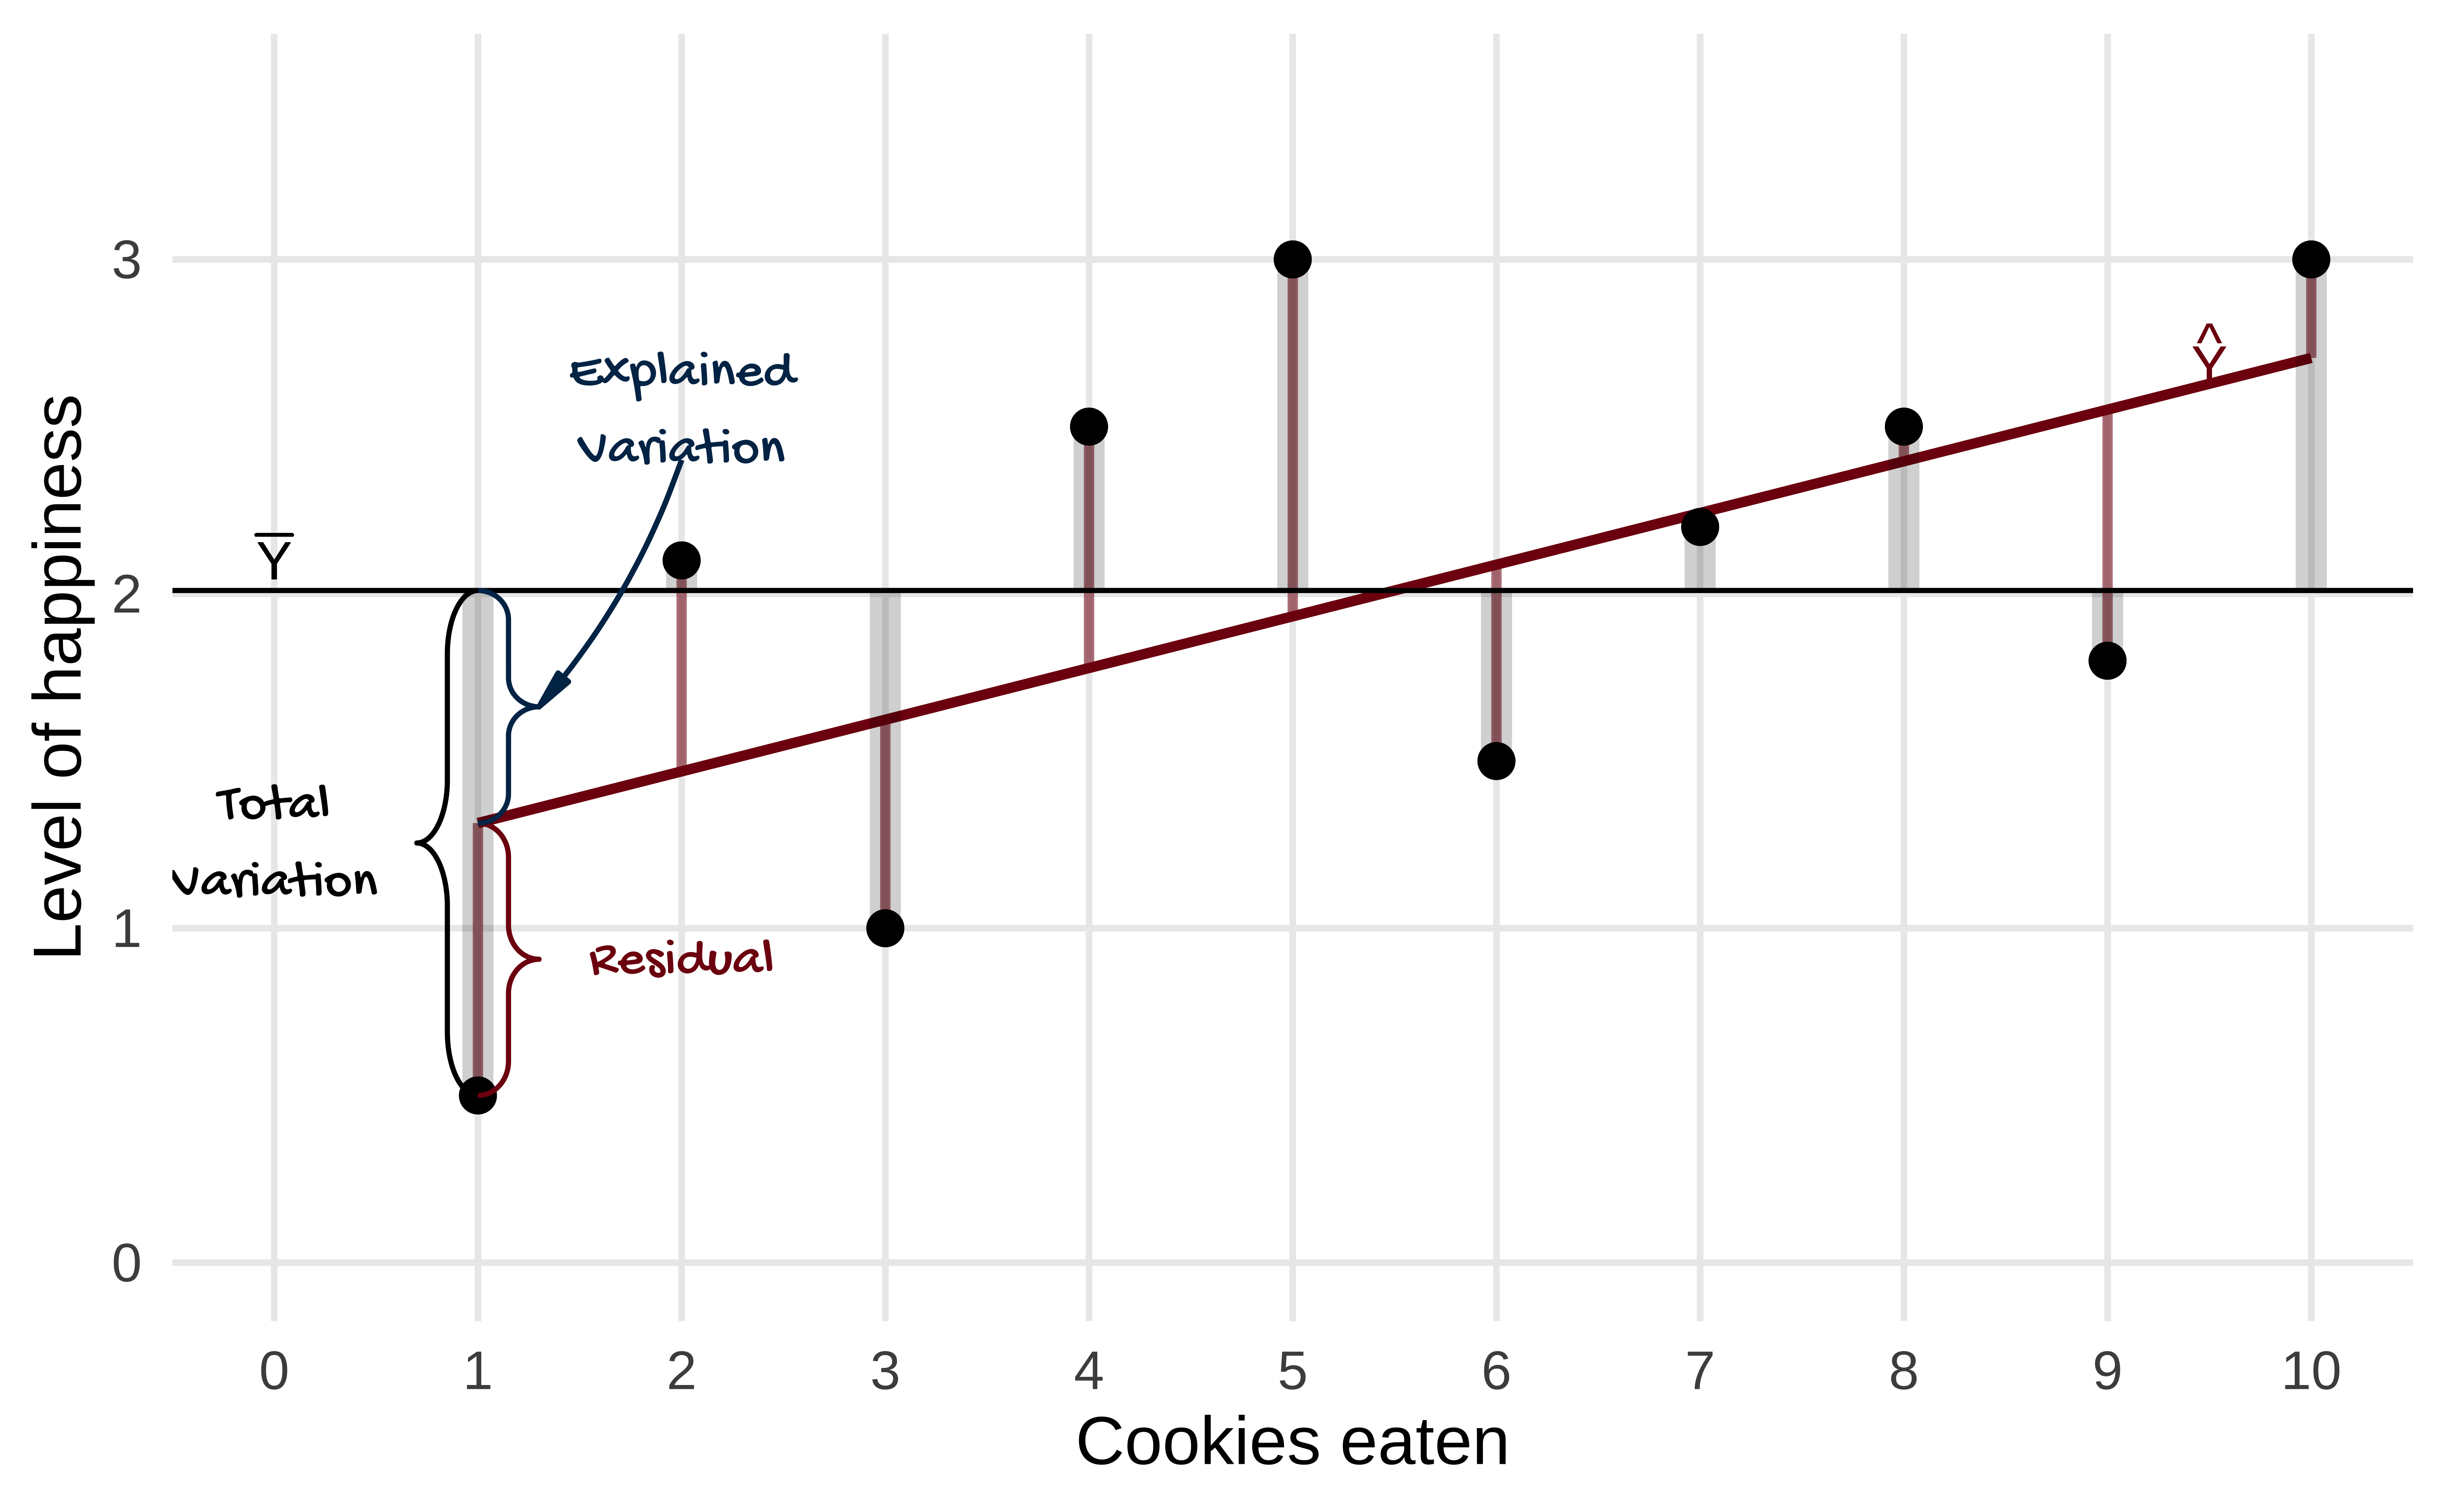 3
2
1
0
Level of happiness
Explained
variation
Ȳ
Ŷ
Total
variation
Residual
0 1 2 3 4 5 6 7 8 9 10
Cookies eaten